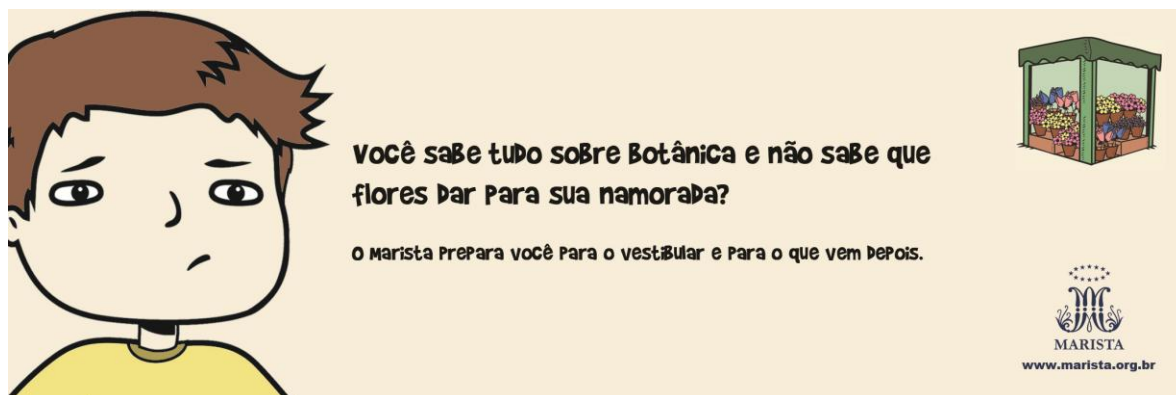 Você sabe tudo sobre Botânica e não sabe que
flores dar para sua namorada?
O Marista prepara você para o vestibular e para o que vem depois.
MARISTA
www.marista.org.br